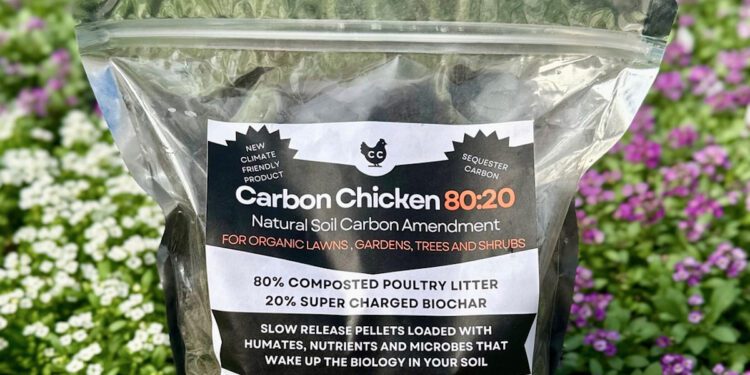 NEW
CLIMATE
FRIENDLY
PRODUCT
C C
SEQUESTER
CARBON
Carbon Chicken 80:20
Natural Soil Carbon Amendment
FOR ORGANIC LAWNS , GARDENS, TREES AND SHRUBS
80% COMPOSTED POULTRY LITTER
20% SUPER CHARGED BIOCHAR
SLOW RELEASE PELLETS LOADED WITH
HUMATES, NUTRIENTS AND MICROBES THAT
WAKE UP THE BIOLOGY IN YOUR SOIL